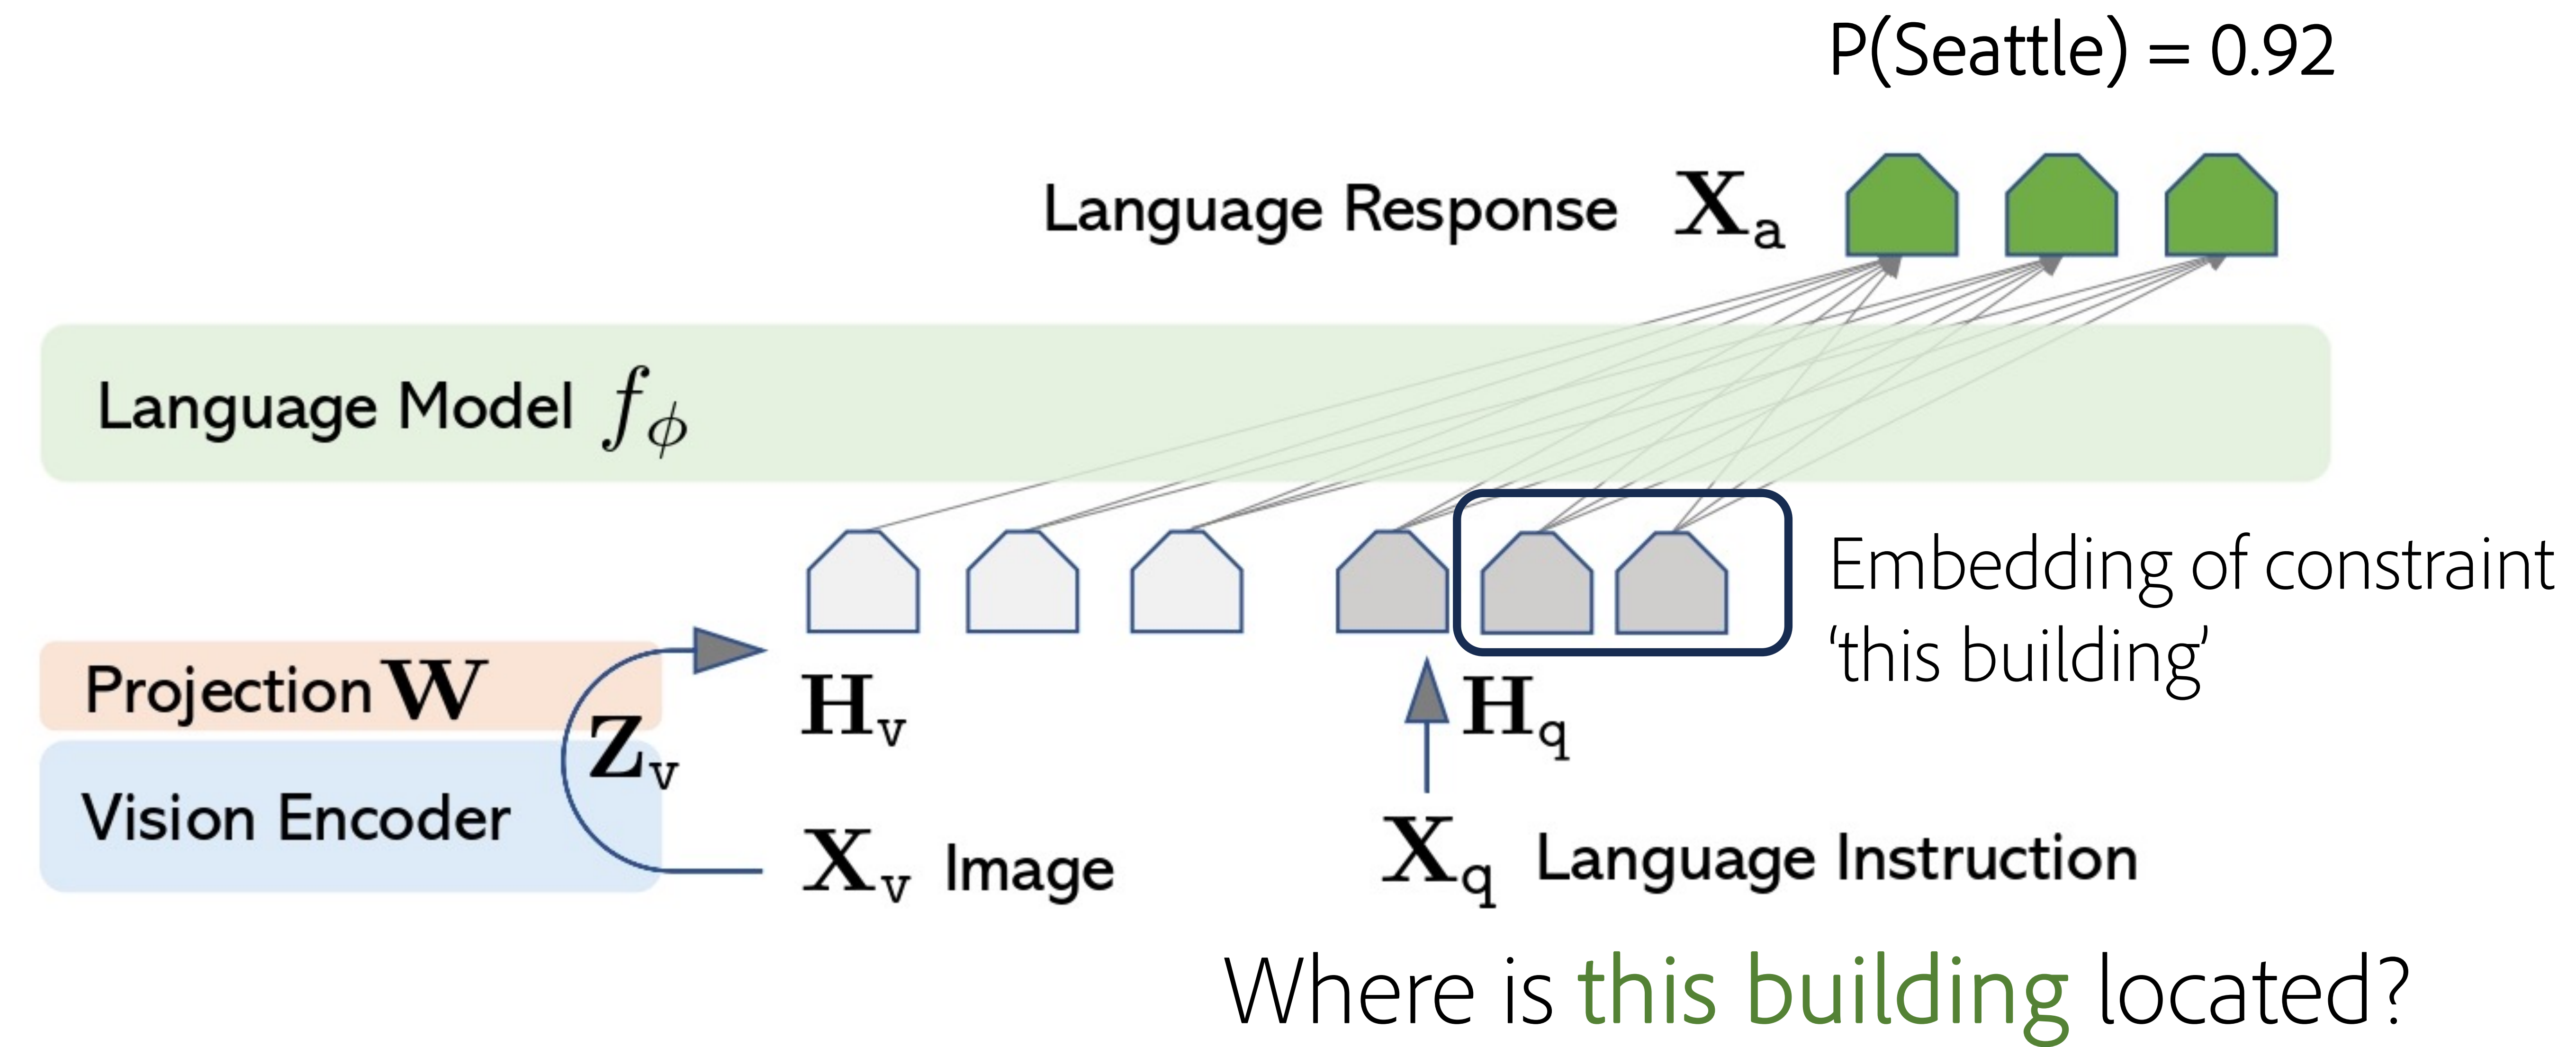 P(Seattle) = 0.92
Language Response Xₐ
Language Model f_ϕ
Embedding of constraint
‘this building’
Projection W
Z_v
H_v
H_q
Vision Encoder
X_v Image
X_q Language Instruction
Where is this building located?